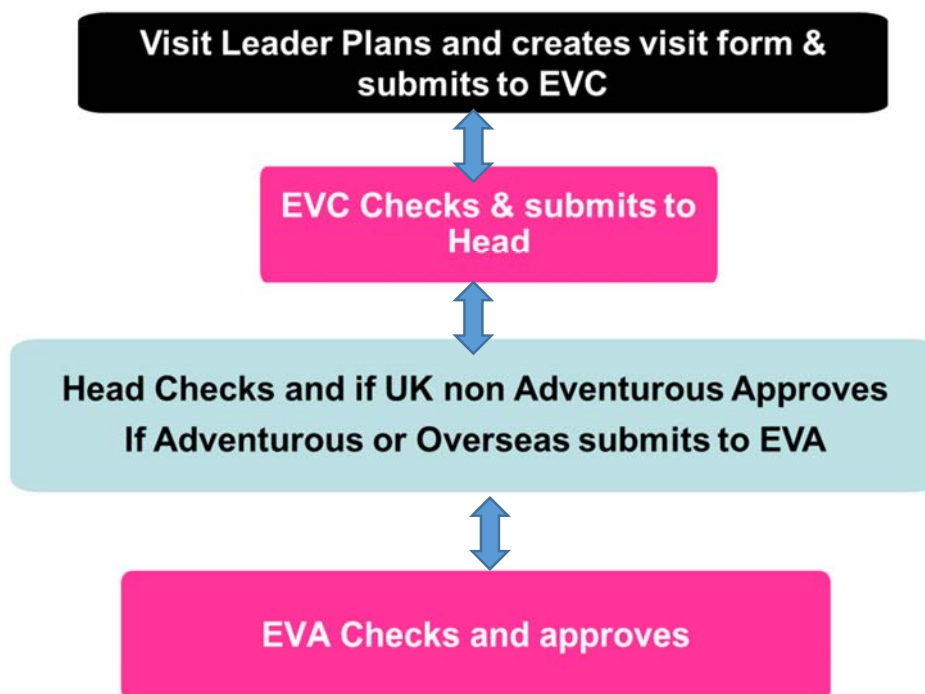 Visit Leader Plans and creates visit form &
submits to EVC
EVC Checks & submits to
Head
Head Checks and if UK non Adventurous Approves
If Adventurous or Overseas submits to EVA
EVA Checks and approves